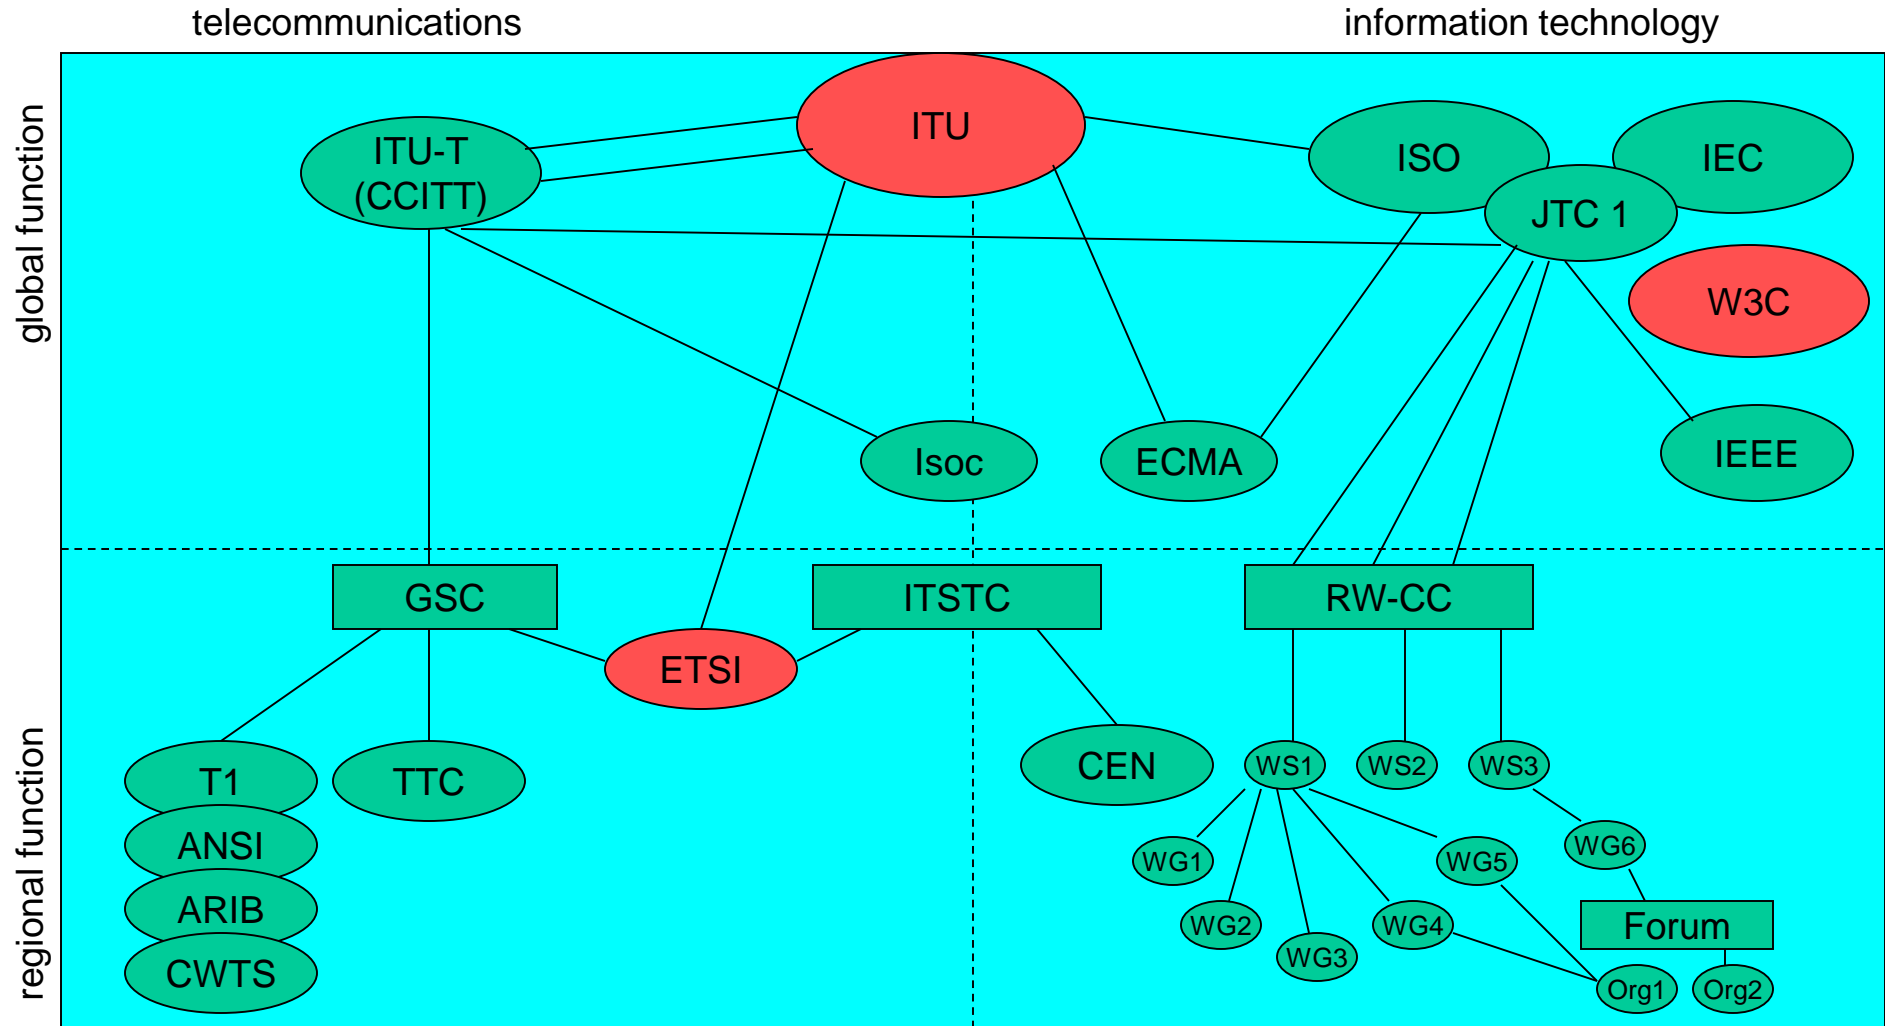 telecommunications
information technology
global function
ITU
ITU-T
(CCITT)
ISO
IEC
JTC 1
W3C
Isoc
ECMA
IEEE
regional function
GSC
ITSTC
RW-CC
ETSI
T1
TTC
CEN
WS1
WS2
WS3
ANSI
WG1
WG5
WG6
ARIB
WG2
WG4
Forum
WG3
CWTS
Org1
Org2